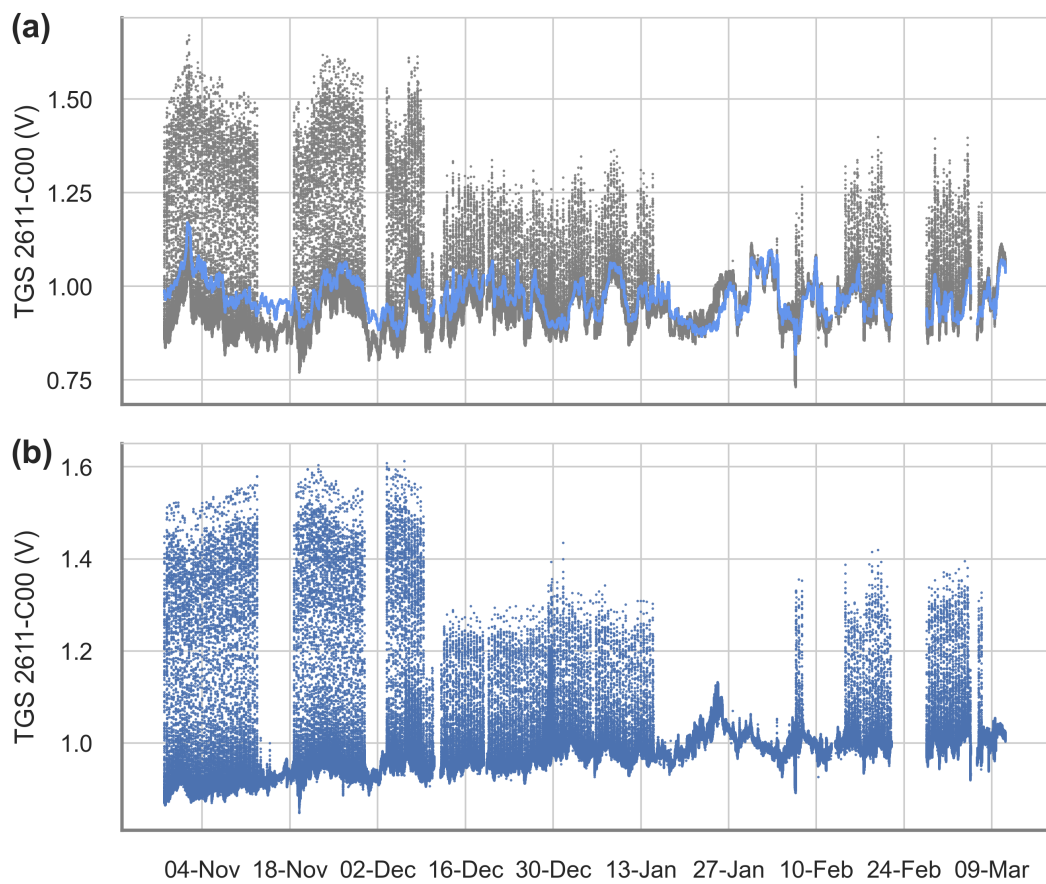 (a)
TGS 2611-C00 (V)
1.50
1.25
1.00
0.75
(b)
TGS 2611-C00 (V)
1.6
1.4
1.2
1.0
04-Nov 18-Nov 02-Dec 16-Dec 30-Dec 13-Jan 27-Jan 10-Feb 24-Feb 09-Mar